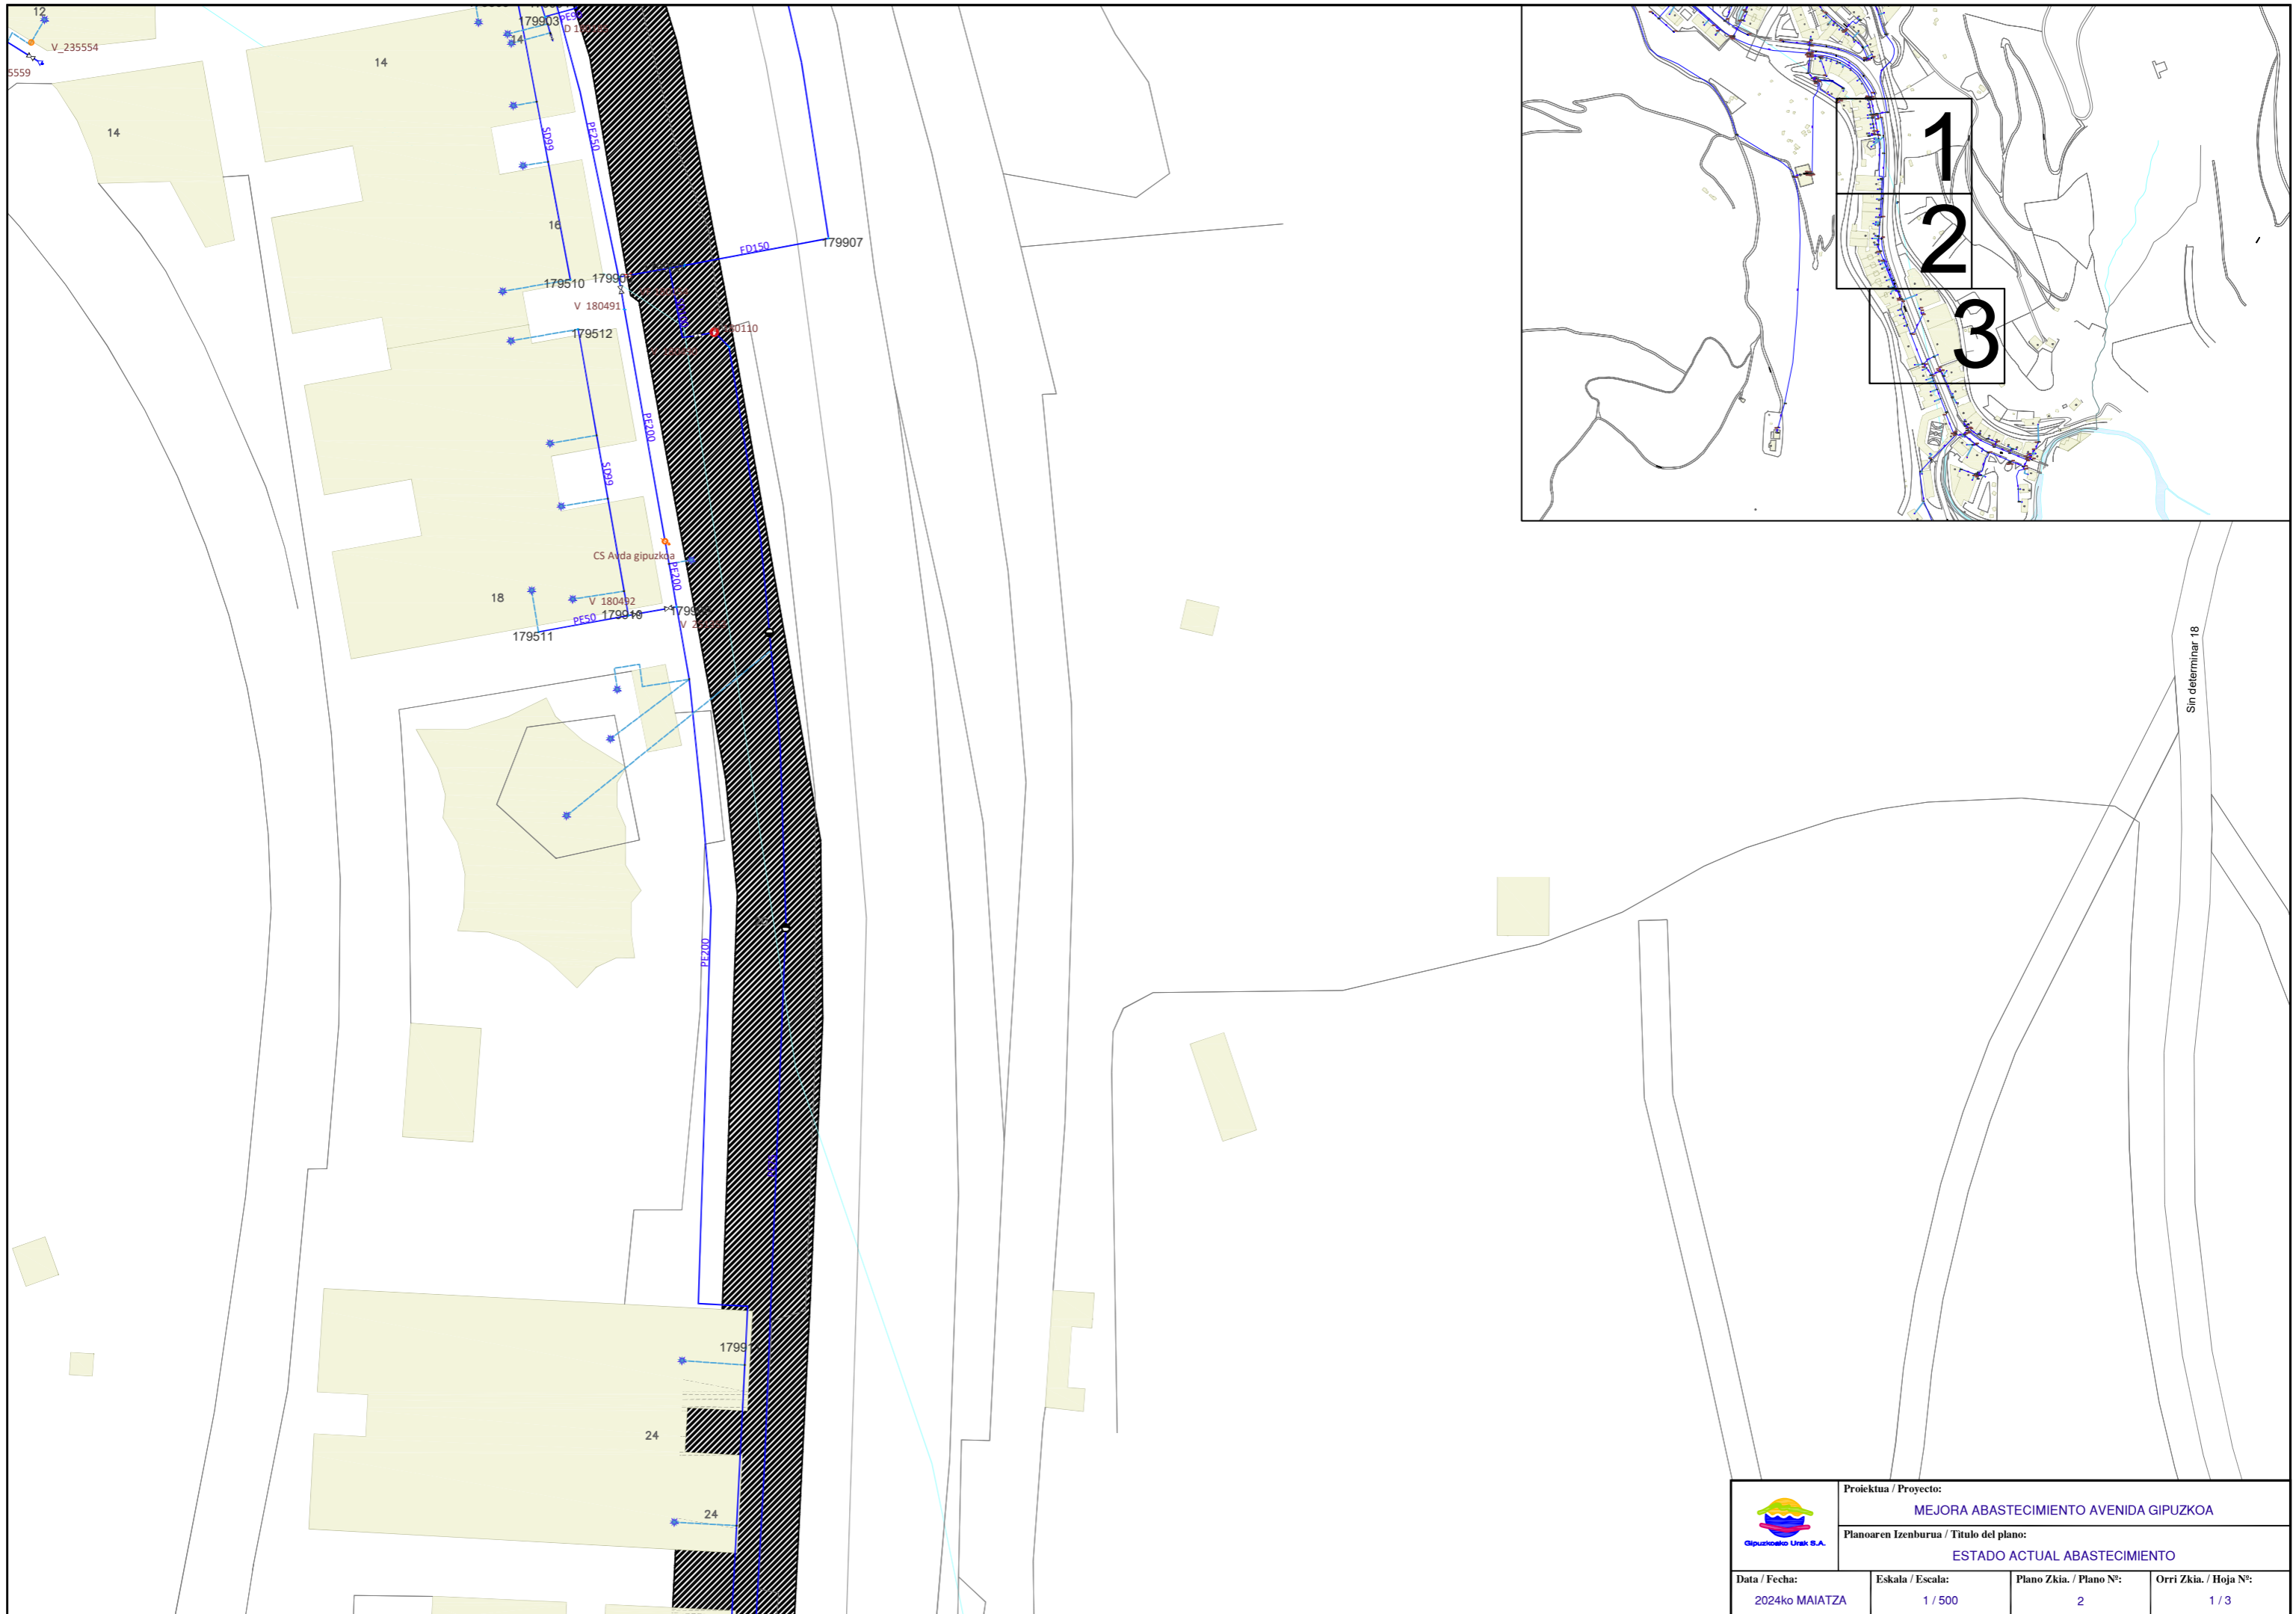 12
V_235554
5559
14
14
179903
14
SD99
PE250
16
179510
V 180491
179512
FD150
179907
PE200
SD99
CS Avda gipuzkoa
PE200
18
V 180492
PE50
179910
179511
PE200
24
24
Sin determinar 18
1
2
3
Gipuzkoako Urak S.A.
Proiektua / Proyecto:
MEJORA ABASTECIMIENTO AVENIDA GIPUZKOA
Planoaren Izenburua / Titulo del plano:
ESTADO ACTUAL ABASTECIMIENTO
Data / Fecha:
2024ko MAIATZA
Eskala / Escala:
1 / 500
Plano Zkia. / Plano Nº:
2
Orri Zkia. / Hoja Nº:
1 / 3